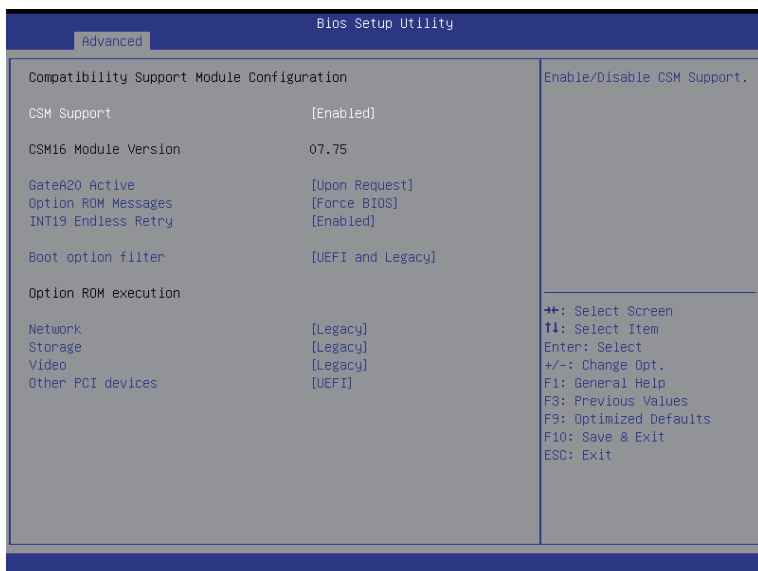 Bios Setup Utility
Advanced
Compatibility Support Module Configuration
CSM Support [Enabled]
CSM16 Module Version 07.75
GateA20 Active [Upon Request]
Option ROM Messages [Force BIOS]
INT19 Endless Retry [Enabled]
Boot option filter [UEFI and Legacy]
Option ROM execution
Network [Legacy]
Storage [Legacy]
Video [Legacy]
Other PCI devices [UEFI]
Enable/Disable CSM Support.
→←: Select Screen
↑↓: Select Item
Enter: Select
+/-: Change Opt.
F1: General Help
F3: Previous Values
F9: Optimized Defaults
F10: Save & Exit
ESC: Exit